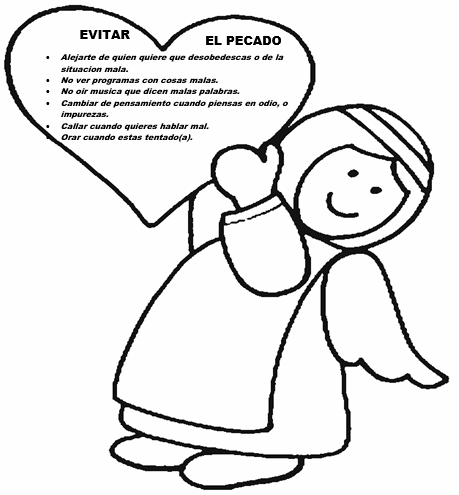 EVITAR EL PECADO
• Alejarte de quien quiere que desobedescas o de la
situacion mala.
• No ver programas con cosas malas.
• No oir musica que dicen malas palabras.
• Cambiar de pensamiento cuando piensas en odio, o
impurezas.
• Callar cuando quieres hablar mal.
• Orar cuando estas tentado(a).